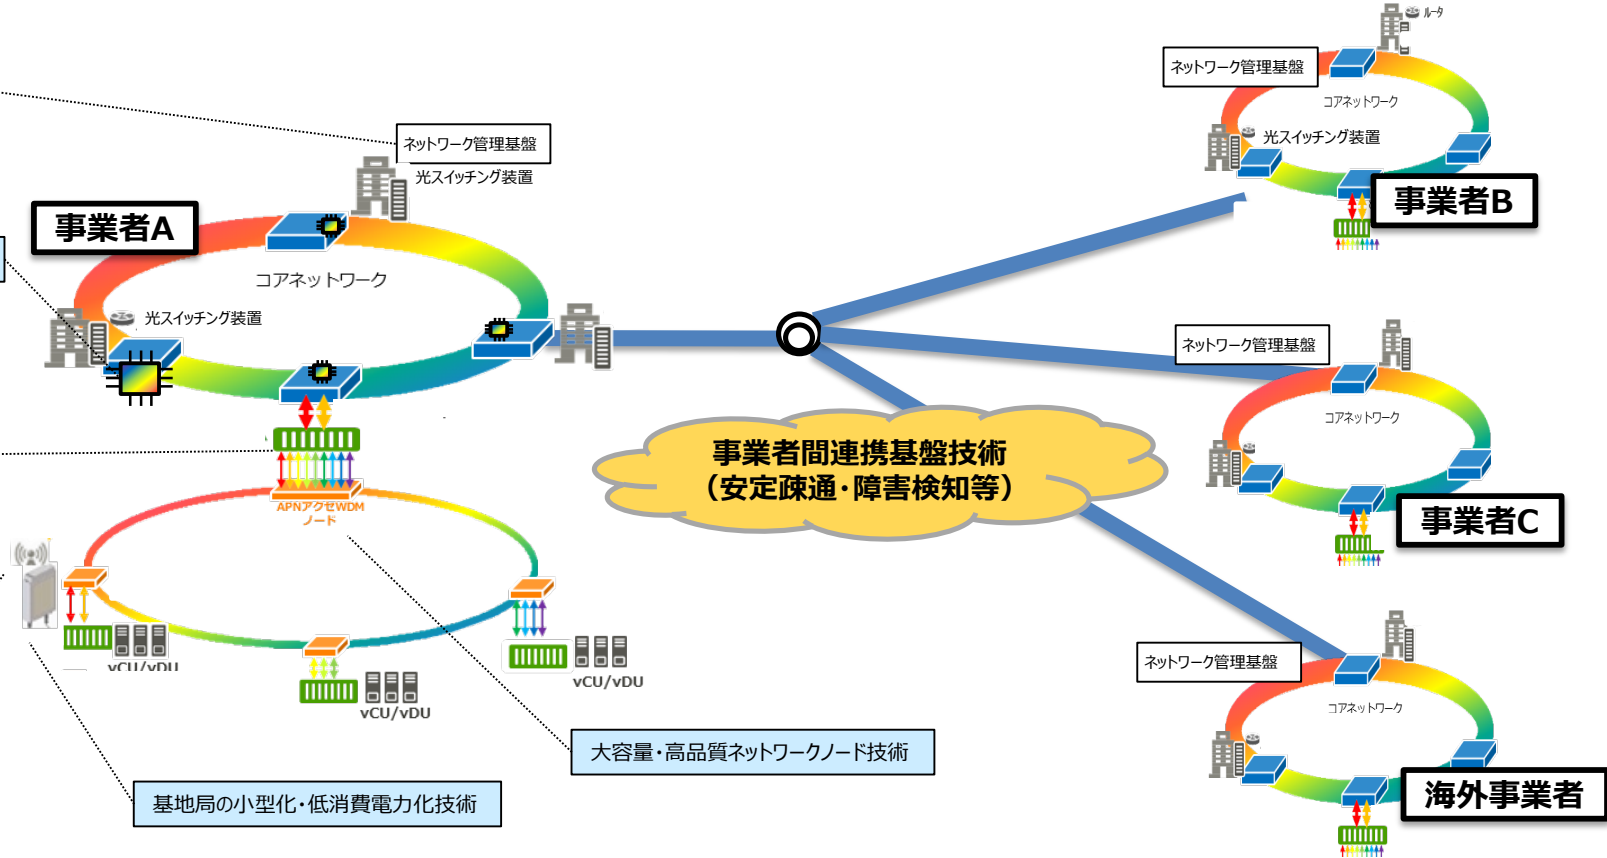 ルータ
ネットワーク管理基盤
コアネットワーク
光スイッチング装置
事業者B
ネットワーク管理基盤
光スイッチング装置
事業者A
コアネットワーク
光スイッチング装置
ネットワーク管理基盤
コアネットワーク
事業者C
事業者間連携基盤技術
(安定疎通・障害検知等)
APNアクセWDM
ノード
vCU/vDU
vCU/vDU
vCU/vDU
ネットワーク管理基盤
コアネットワーク
海外事業者
大容量・高品質ネットワークノード技術
基地局の小型化・低消費電力化技術